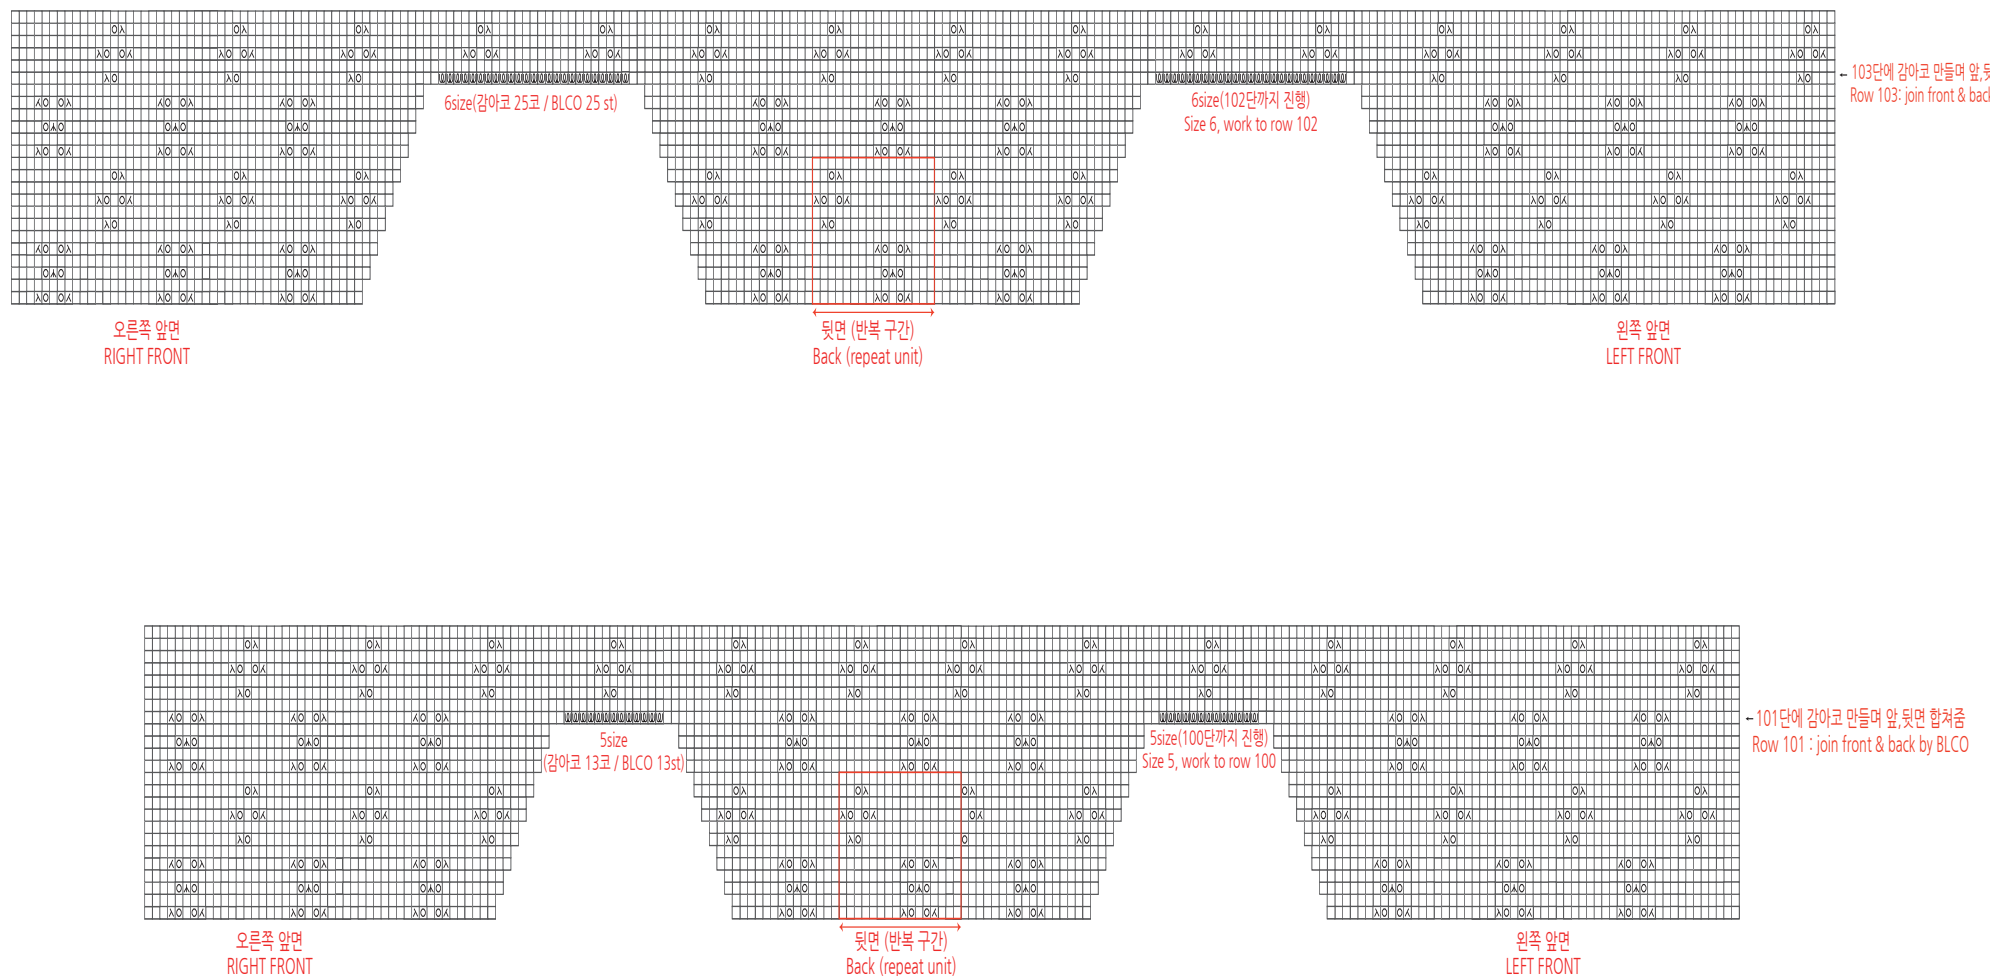 6size(감아코 25코 / BLCO 25 st)
6size(102단까지 진행)
Size 6, work to row 102
←103단에 감아코 만들며 앞,뒷
Row 103: join front & back
오른쪽 앞면
RIGHT FRONT
뒷면 (반복 구간)
Back (repeat unit)
왼쪽 앞면
LEFT FRONT
5size
(감아코 13코 / BLCO 13st)
5size(100단까지 진행)
Size 5, work to row 100
←101단에 감아코 만들며 앞,뒷면 합쳐줌
Row 101 : join front & back by BLCO
오른쪽 앞면
RIGHT FRONT
뒷면 (반복 구간)
Back (repeat unit)
왼쪽 앞면
LEFT FRONT